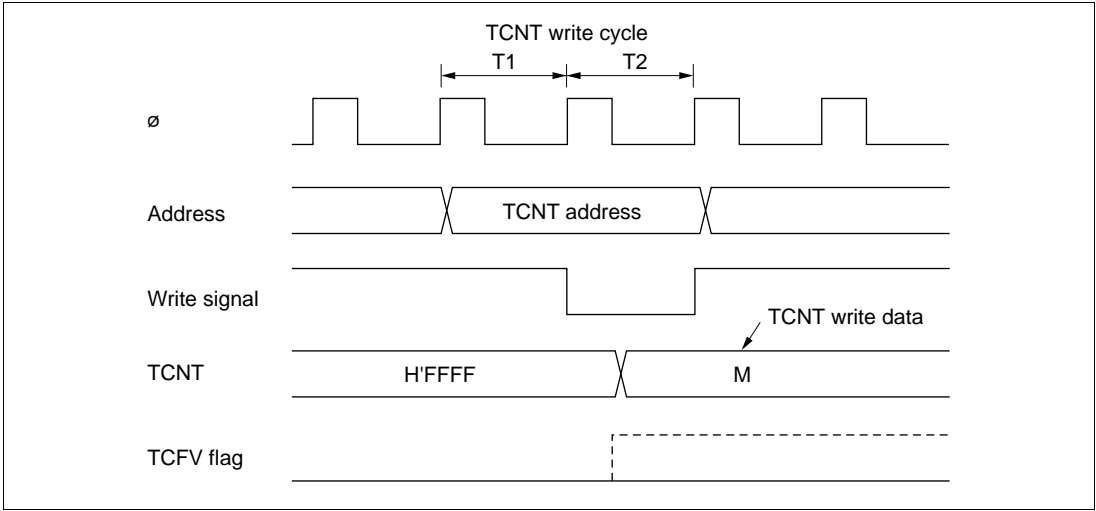 TCNT write cycle
T1 T2
ø
Address TCNT address
Write signal
TCNT write data
TCNT H'FFFF M
TCFV flag